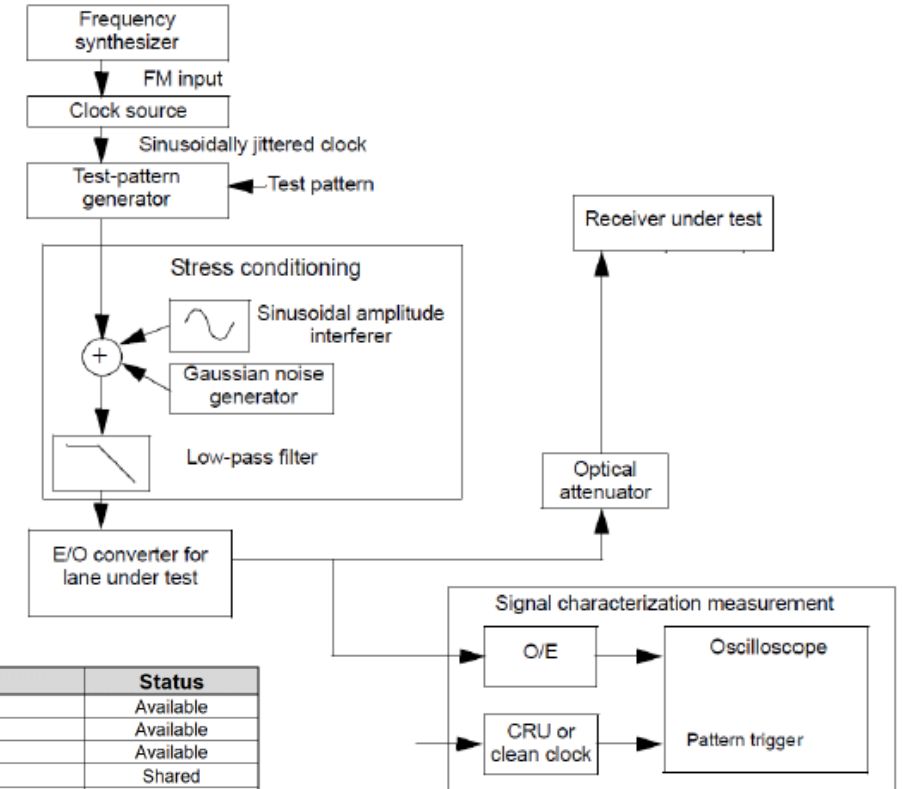 Frequency
synthesizer
FM input
Clock source
Sinusoidally jittered clock
Test-pattern
generator
Test pattern
Receiver under test
Stress conditioning
Sinusoidal amplitude
interferer
+
Gaussian noise
generator
Low-pass filter
Optical
attenuator
E/O converter for
lane under test
Signal characterization measurement
O/E
Oscilloscope
CRU or
clean clock
Pattern trigger
Status
Available
Available
Available
Shared